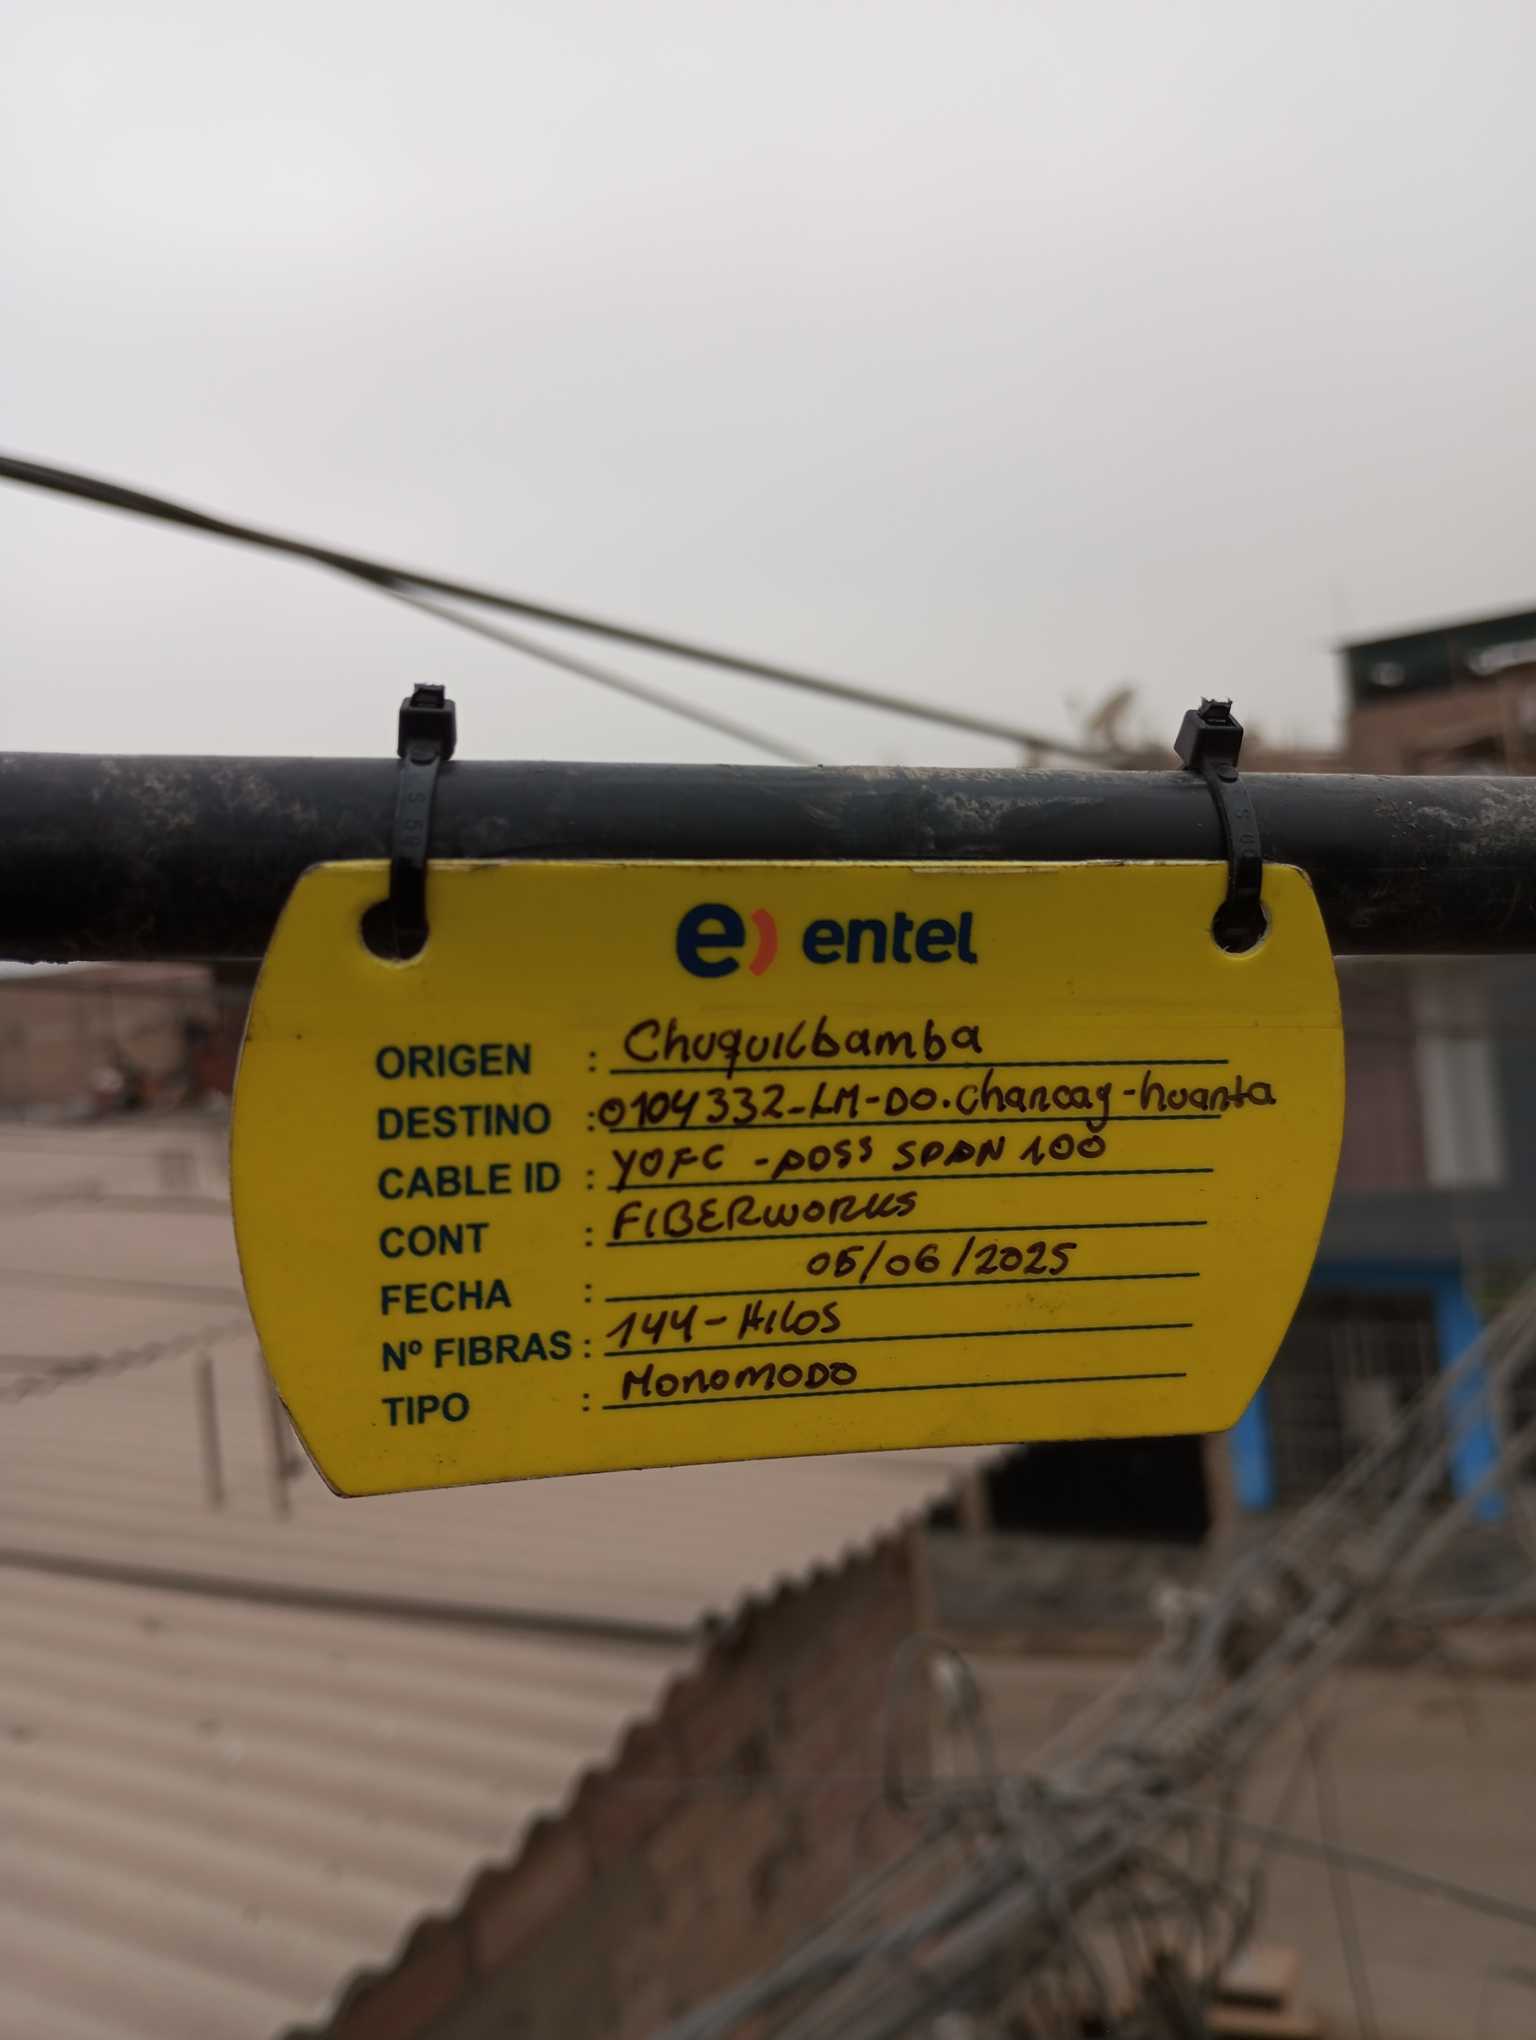 e) entel
ORIGEN : Chuquilbamba
DESTINO : 0104332-LM-DO.Chancay-huanta
CABLE ID : YOFC - ADSS SPAN 100
CONT : FIBERWORKS
FECHA : 05/06/2025
Nº FIBRAS : 144-HILOS
TIPO : MONOMODO